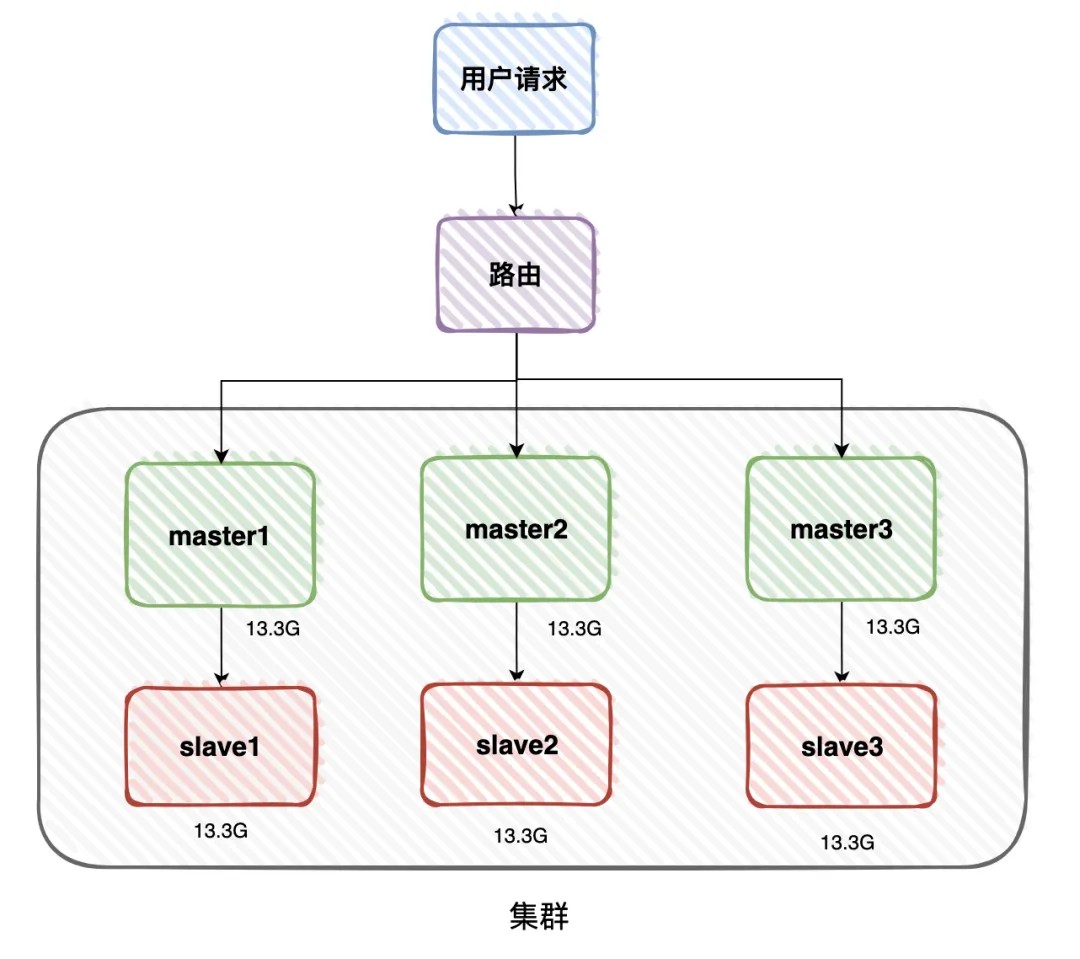 用户请求
路由
master1
master2
master3
13.3G
13.3G
13.3G
slave1
slave2
slave3
13.3G
13.3G
13.3G
集群